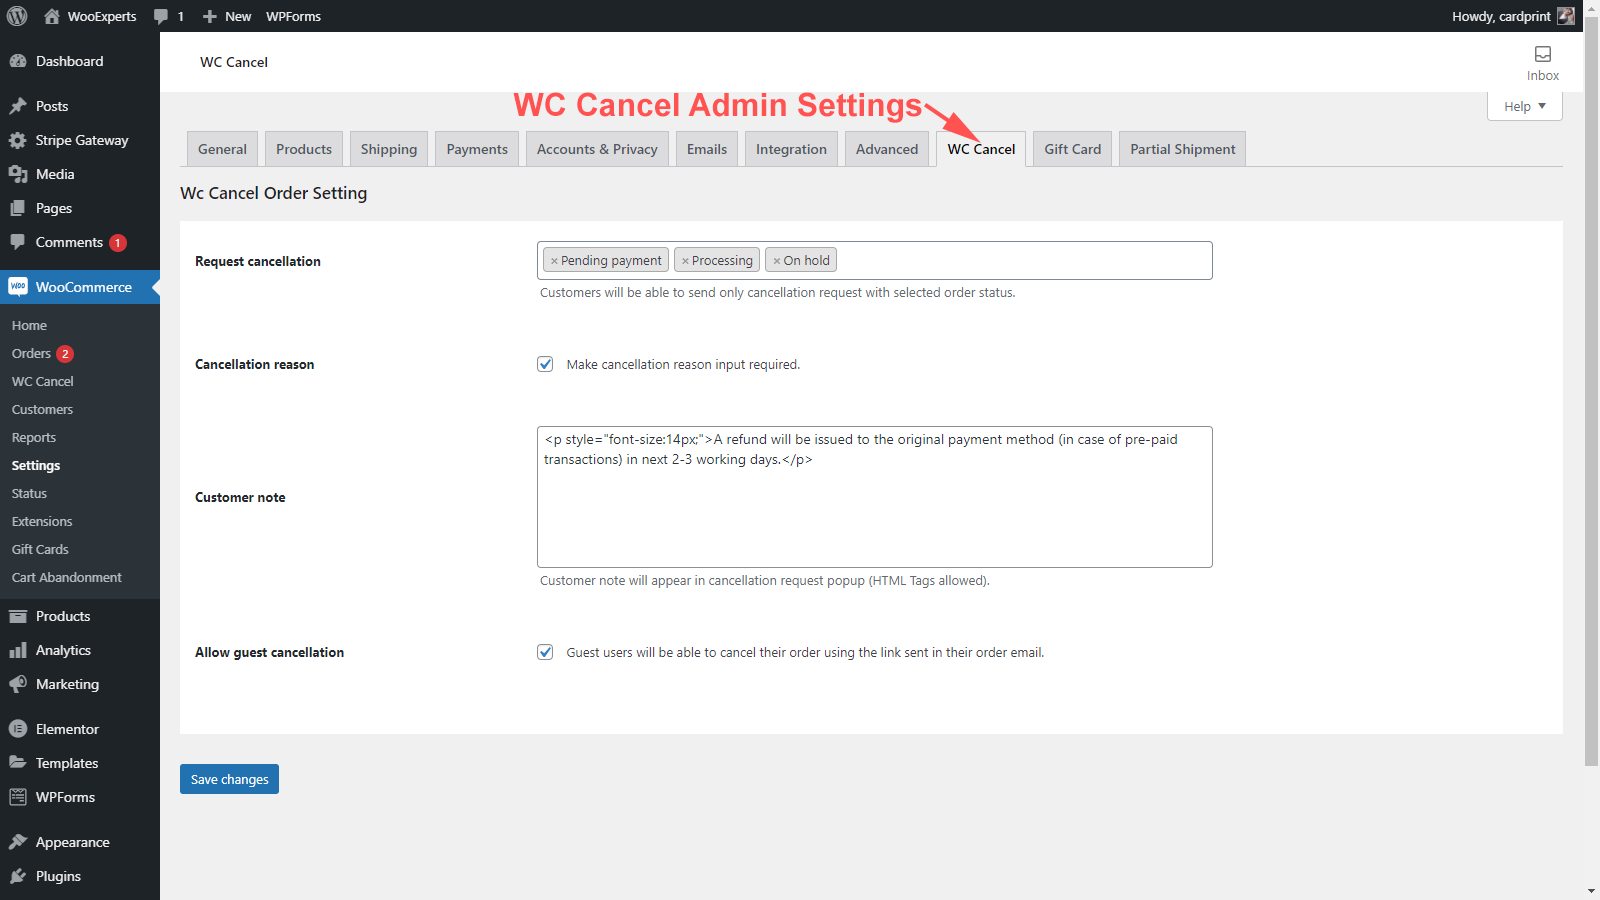 WooExperts 1 New WPForms Howdy, cardprint
Dashboard
Posts
Stripe Gateway
Media
Pages
Comments 1
WooCommerce
Home
Orders 2
WC Cancel
Customers
Reports
Settings
Status
Extensions
Gift Cards
Cart Abandonment
Products
Analytics
Marketing
Elementor
Templates
WPForms
Appearance
Plugins
WC Cancel
Inbox
WC Cancel Admin Settings
Help
General Products Shipping Payments Accounts & Privacy Emails Integration Advanced WC Cancel Gift Card Partial Shipment
Wc Cancel Order Setting
Request cancellation
× Pending payment × Processing × On hold
Customers will be able to send only cancellation request with selected order status.
Cancellation reason
Make cancellation reason input required.
Customer note
<p style="font-size:14px;">A refund will be issued to the original payment method (in case of pre-paid
transactions) in next 2-3 working days.</p>
Customer note will appear in cancellation request popup (HTML Tags allowed).
Allow guest cancellation
Guest users will be able to cancel their order using the link sent in their order email.
Save changes